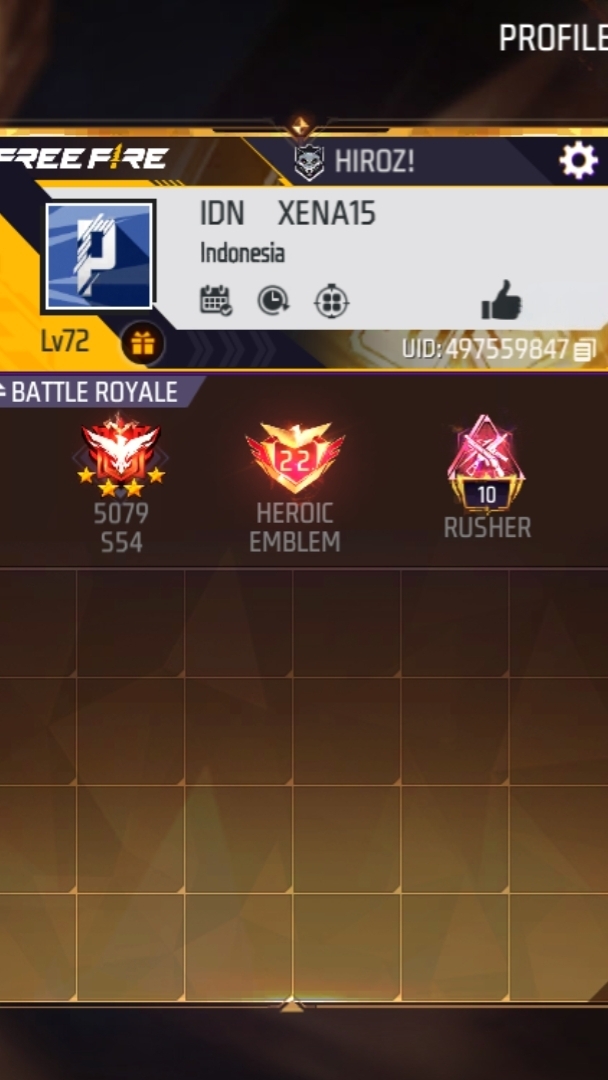 PROFILE
FREE FIRE
HIROZ!
P
IDN XENA15
Indonesia
Lv72
UID:497559847
BATTLE ROYALE
22
10
5079
S54
HEROIC
EMBLEM
RUSHER